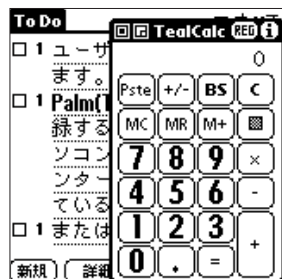 To Do
1 ユーザ
ます。
1 Palm(T
録する
ソコン
ンター
ている
1 または
新規 詳細
TealCalc REG i
0
Pste +/- BS C
MC MR M+
7 8 9 ×
4 5 6 -
1 2 3 +
0 . =